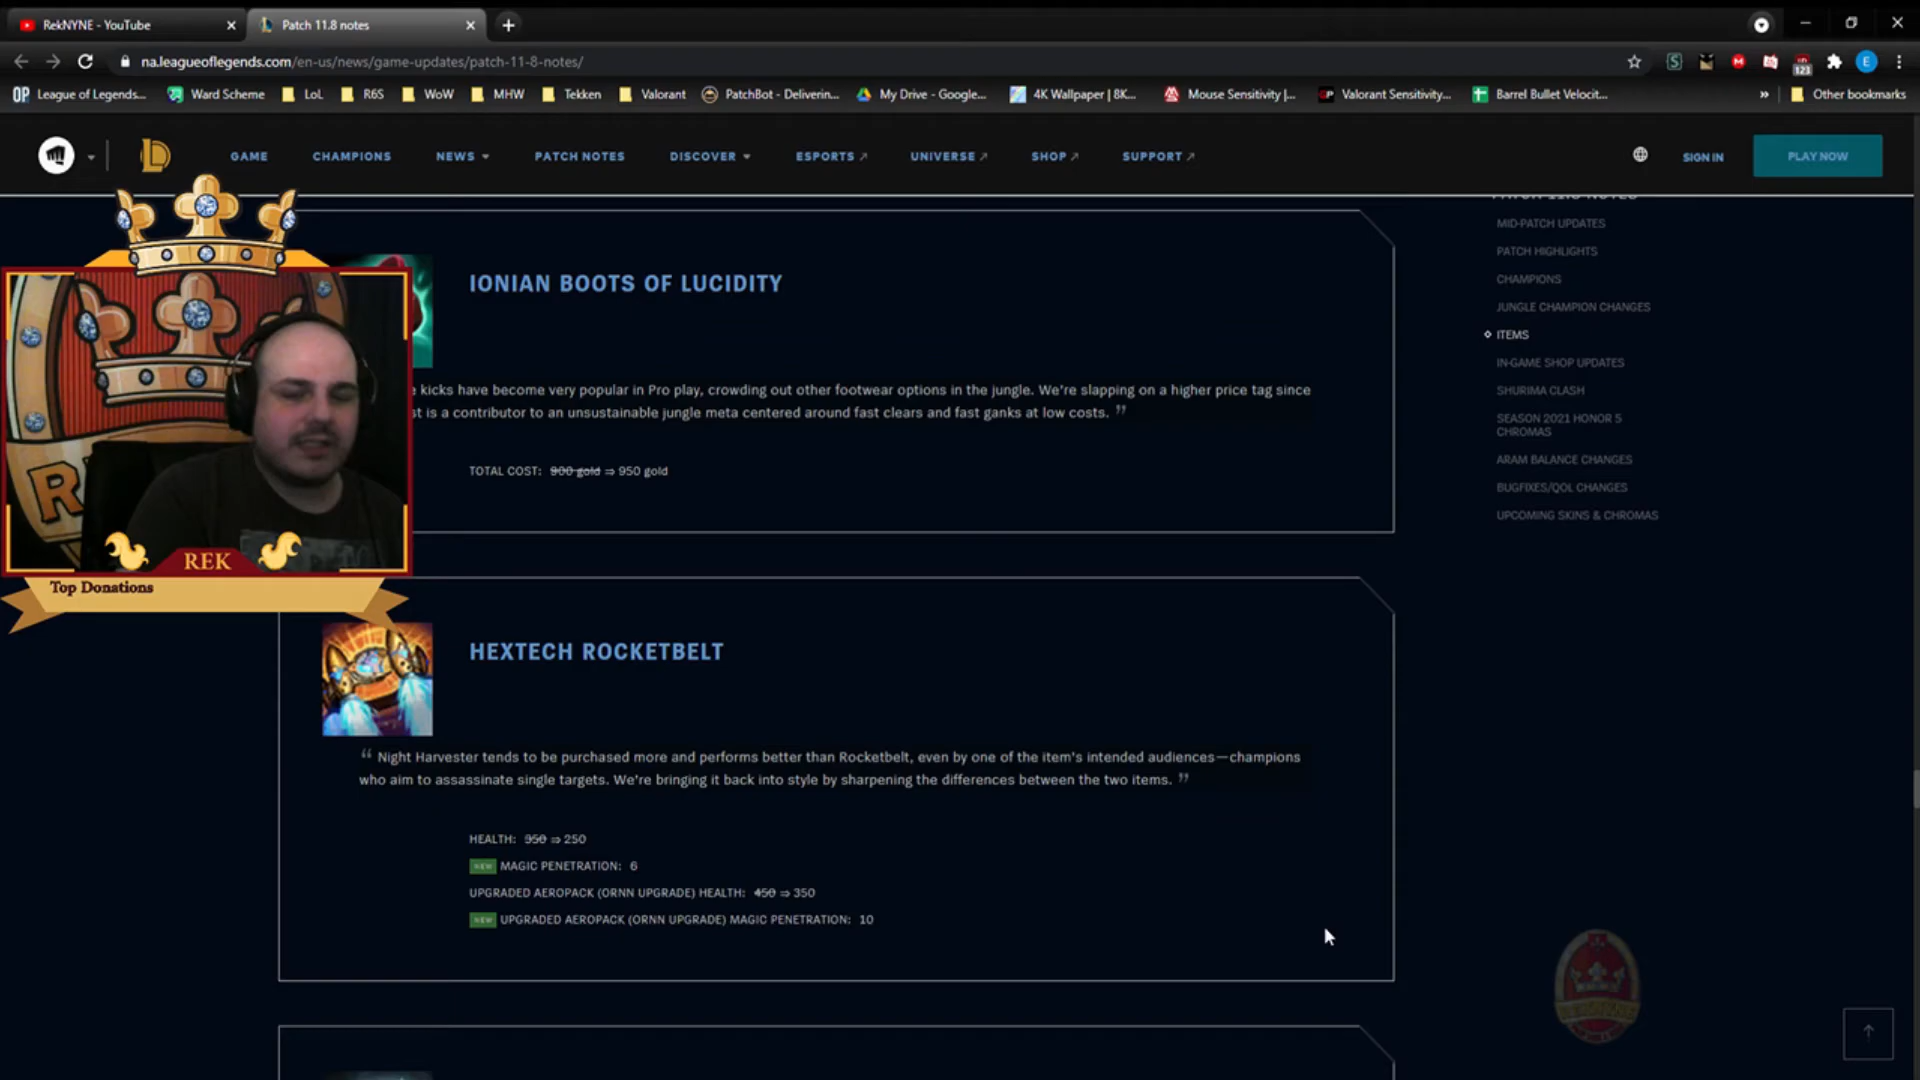 RekNYNE - YouTube
Patch 11.8 notes
na.leagueoflegends.com/en-us/news/game-updates/patch-11-8-notes/
S
M
123
E
OP League of Legends...
Ward Scheme
LoL
R6S
WoW
MHW
Tekken
Valorant
PatchBot - Deliverin...
My Drive - Google...
4K Wallpaper | 8K...
Mouse Sensitivity |...
Valorant Sensitivity...
Barrel Bullet Velocit...
»
Other bookmarks
GAME
CHAMPIONS
NEWS
PATCH NOTES
DISCOVER
ESPORTS
UNIVERSE
SHOP
SUPPORT
SIGN IN
PLAY NOW
PATCH 11.8 NOTES
MID-PATCH UPDATES
PATCH HIGHLIGHTS
CHAMPIONS
JUNGLE CHAMPION CHANGES
ITEMS
IN-GAME SHOP UPDATES
SHURIMA CLASH
SEASON 2021 HONOR 5
CHROMAS
ARAM BALANCE CHANGES
BUGFIXES/QOL CHANGES
UPCOMING SKINS & CHROMAS
IONIAN BOOTS OF LUCIDITY
e kicks have become very popular in Pro play, crowding out other footwear options in the jungle. We're slapping on a higher price tag since
st is a contributor to an unsustainable jungle meta centered around fast clears and fast ganks at low costs. ”
TOTAL COST: 900 gold ⇒ 950 gold
R
REK
Top Donations
HEXTECH ROCKETBELT
“ Night Harvester tends to be purchased more and performs better than Rocketbelt, even by one of the item's intended audiences—champions
who aim to assassinate single targets. We're bringing it back into style by sharpening the differences between the two items. ”
HEALTH: 350 ⇒ 250
NEW MAGIC PENETRATION: 6
UPGRADED AEROPACK (ORNN UPGRADE) HEALTH: 450 ⇒ 350
NEW UPGRADED AEROPACK (ORNN UPGRADE) MAGIC PENETRATION: 10